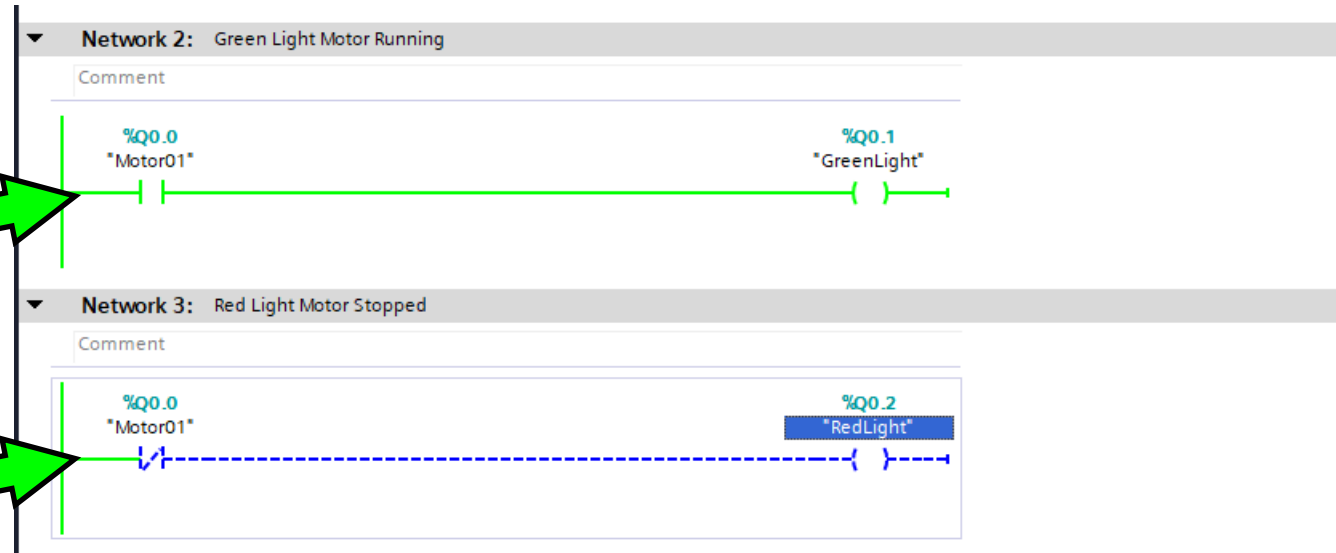 Network 2: Green Light Motor Running
Comment
%Q0.0 %Q0.1
"Motor01" "GreenLight"
Network 3: Red Light Motor Stopped
Comment
%Q0.0 %Q0.2
"Motor01" "RedLight"